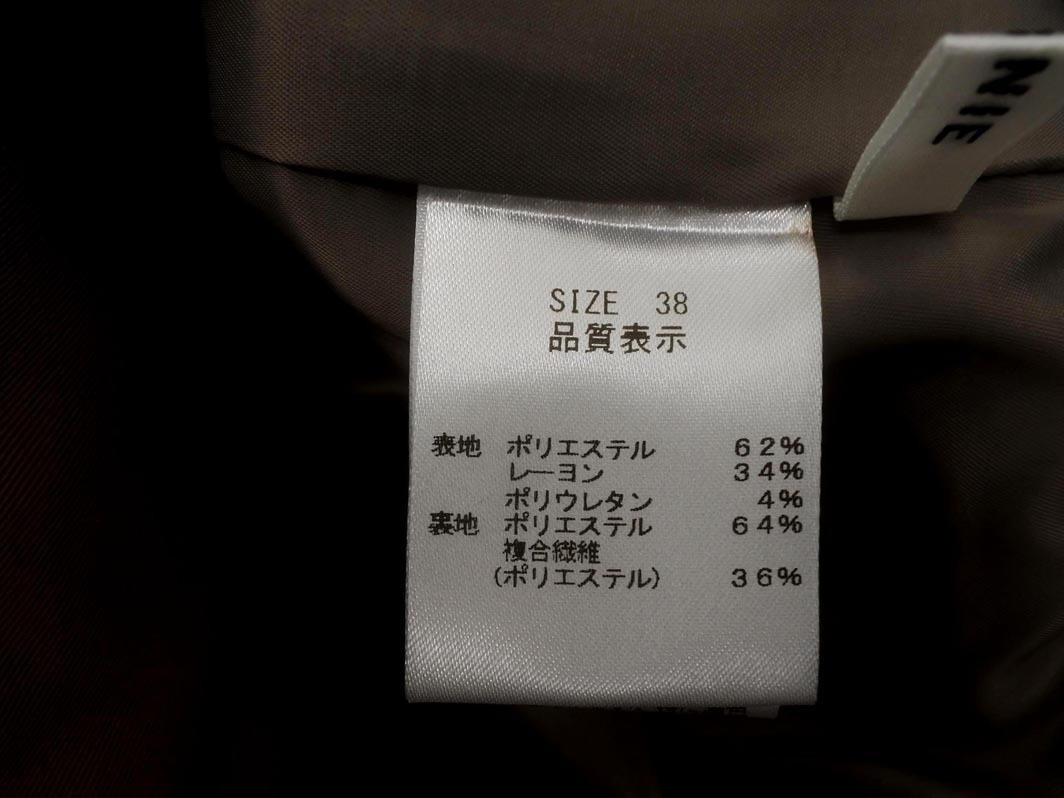 NIE
SIZE 38
品質表示
表地 ポリエステル 62%
レーヨン 34%
ポリウレタン 4%
裏地 ポリエステル 64%
複合繊維
(ポリエステル) 36%